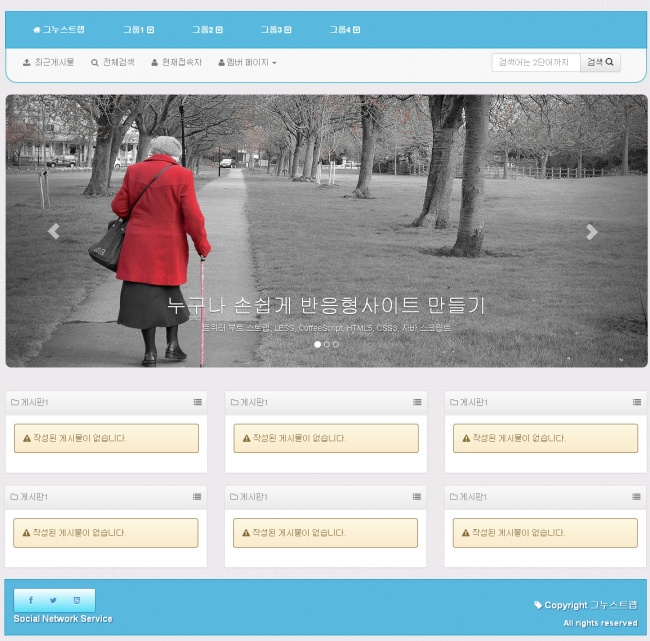 그누스트랩 그룹1 그룹2 그룹3 그룹4
최근게시물 전체검색 현재접속자 멤버 페이지 검색어는 2단어까지 검색
누구나 손쉽게 반응형사이트 만들기
트위터 부트스트랩, LESS, CoffeeScript, HTML5, CSS3, 자바 스크립트
게시판1 게시판1 게시판1
작성된 게시물이 없습니다. 작성된 게시물이 없습니다. 작성된 게시물이 없습니다.
게시판1 게시판1 게시판1
작성된 게시물이 없습니다. 작성된 게시물이 없습니다. 작성된 게시물이 없습니다.
Social Network Service
Copyright 그누스트랩
All rights reserved